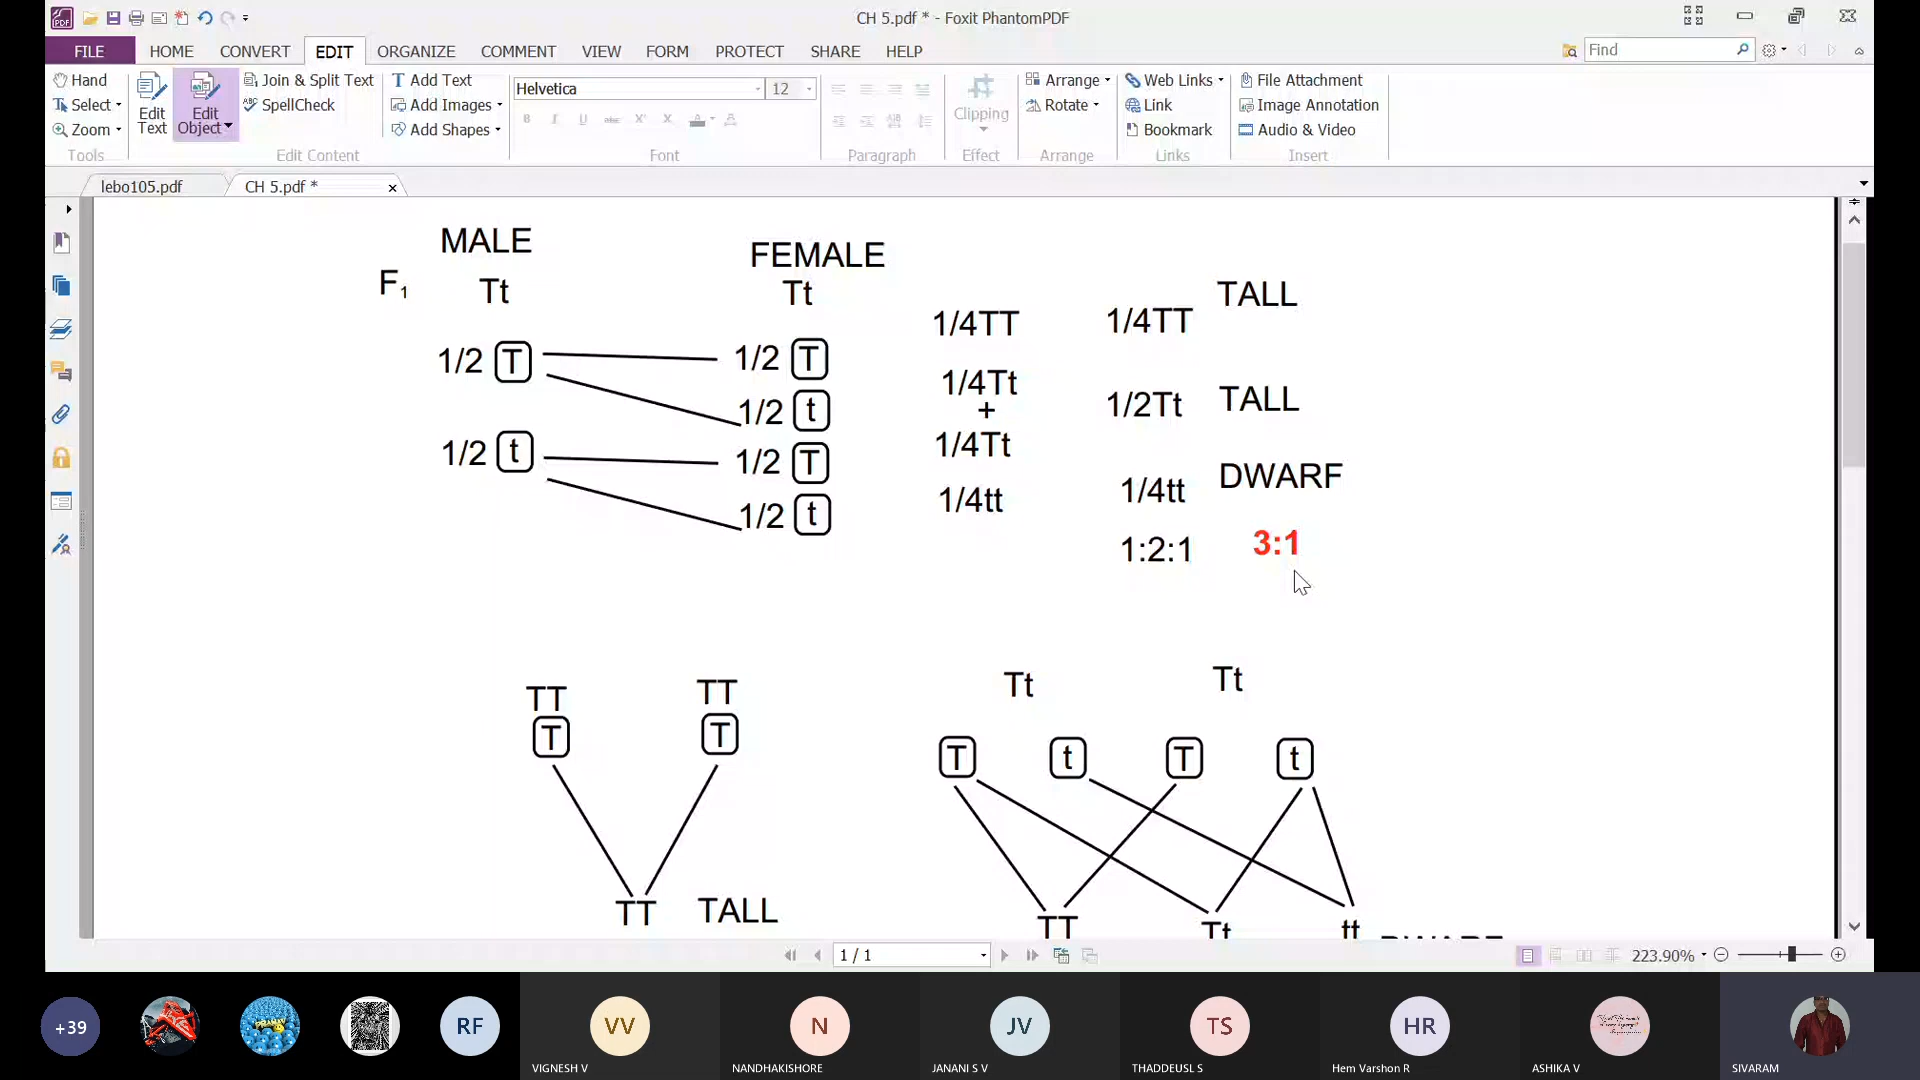 CH 5.pdf * - Foxit PhantomPDF
FILE HOME CONVERT EDIT ORGANIZE COMMENT VIEW FORM PROTECT SHARE HELP Find
Hand Select Zoom Tools
Edit Text Edit Object Join & Split Text SpellCheck Edit Content
Add Text Add Images Add Shapes
Helvetica 12 Font
Paragraph
Clipping Effect
Arrange Rotate Arrange
Web Links Link Bookmark Links
File Attachment Image Annotation Audio & Video Insert
lebo105.pdf CH 5.pdf *
MALE FEMALE
F1 Tt Tt
1/2 T 1/2 T
1/2 t
1/2 t 1/2 T
1/2 t
1/4TT
1/4Tt
+
1/4Tt
1/4tt
1/4TT TALL
1/2Tt TALL
1/4tt DWARF
1:2:1 3:1
TT TT
T T
TT TALL
Tt Tt
T t T t
TT Tt tt DWARF
1 / 1 223.90%
+39 RF VV N JV TS HR
VIGNESH V NANDHAKISHORE JANANI S V THADDEUSL S Hem Varshon R ASHIKA V SIVARAM